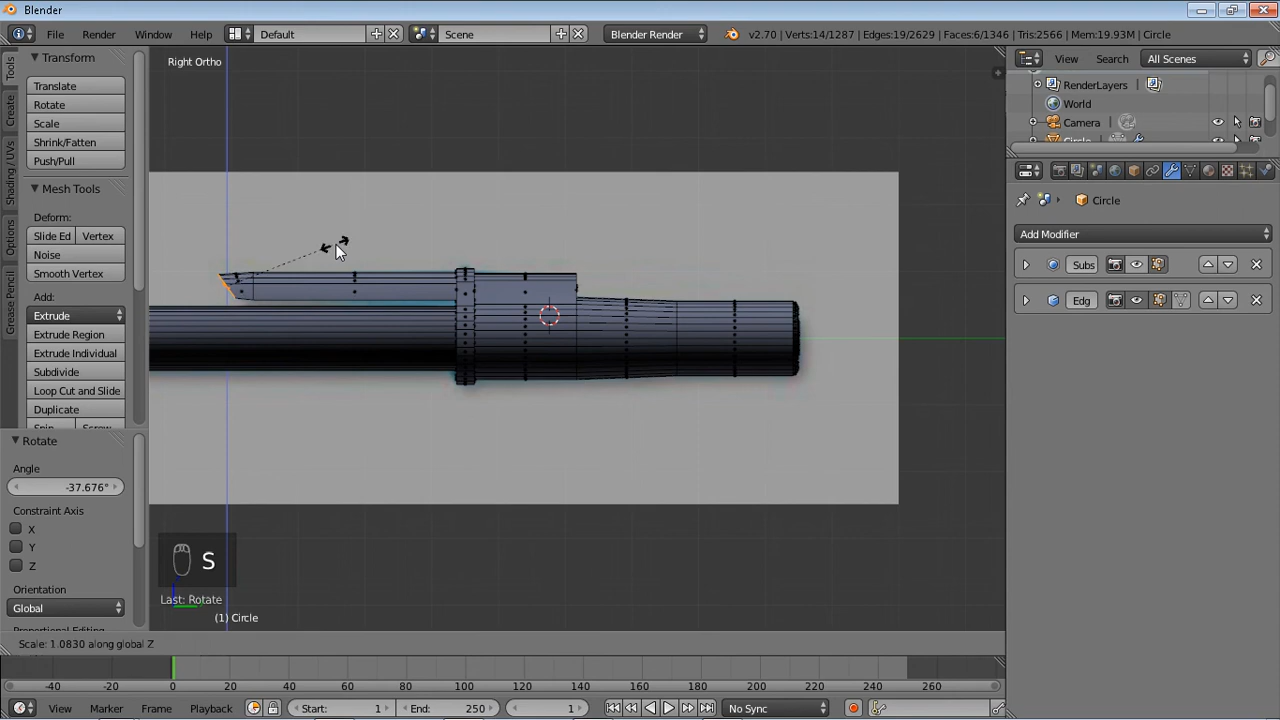 Blender
File Render Window Help Default Scene Blender Render v2.70 | Verts:14/1287 | Edges:19/2629 | Faces:6/1346 | Tris:2566 | Mem:19.93M | Circle
Tools
Create
Shading / UVs
Options
Grease Pencil
Transform
Translate
Rotate
Scale
Shrink/Fatten
Push/Pull
Mesh Tools
Deform:
Slide Ed Vertex
Noise
Smooth Vertex
Add:
Extrude
Extrude Region
Extrude Individual
Subdivide
Loop Cut and Slide
Duplicate
Spin Screw
Rotate
Angle
-37.676°
Constraint Axis
X
Y
Z
Orientation
Global
Proportional Editing
Right Ortho
S
Last: Rotate
(1) Circle
Scale: 1.0830 along global Z
View Search All Scenes
RenderLayers
World
Camera
Circle
Circle
Add Modifier
Subs
Edg
-40 -20 0 20 40 60 80 100 120 140 160 180 200 220 240 260
View Marker Frame Playback Start: 1 End: 250 1 No Sync